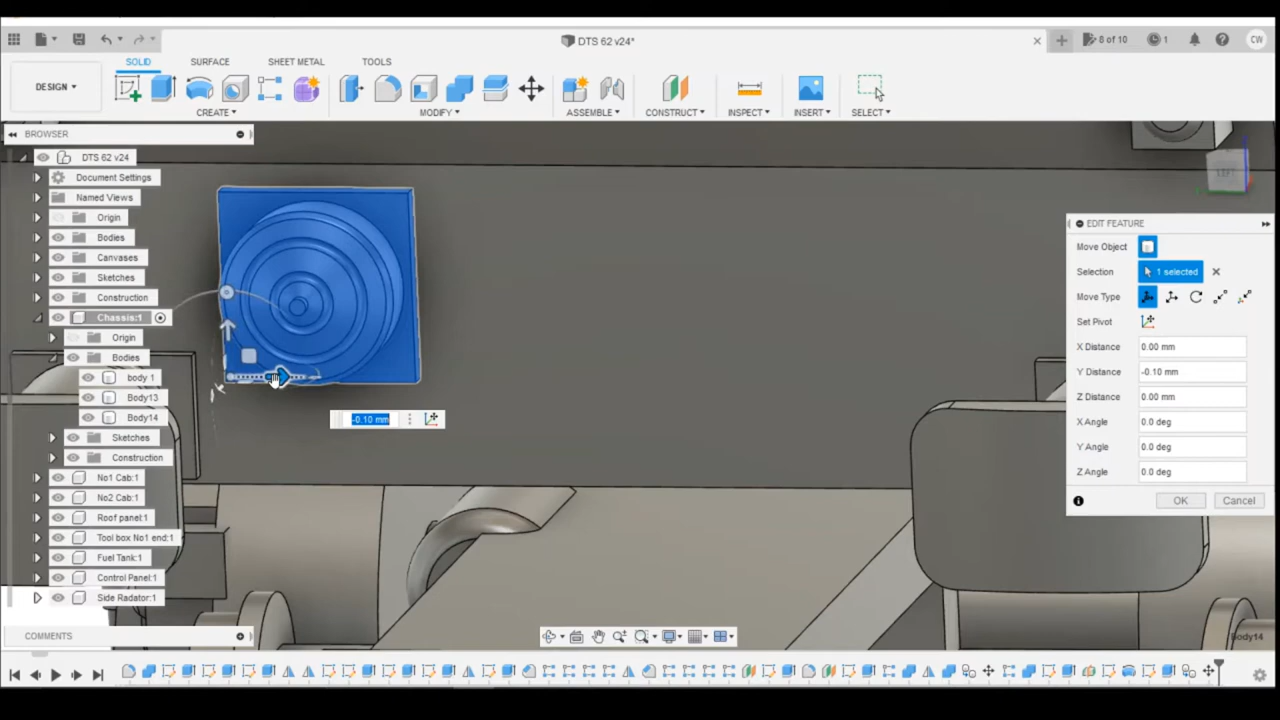 DTS 62 v24*
8 of 10
1
CW
DESIGN
SOLID
SURFACE
SHEET METAL
TOOLS
CREATE
MODIFY
ASSEMBLE
CONSTRUCT
INSPECT
INSERT
SELECT
BROWSER
DTS 62 v24
Document Settings
Named Views
Origin
Bodies
Canvases
Sketches
Construction
Chassis:1
Origin
Bodies
body 1
Body13
Body14
Sketches
Construction
No1 Cab:1
No2 Cab:1
Roof panel:1
Tool box No1 end:1
Fuel Tank:1
Control Panel:1
Side Radator:1
COMMENTS
-0.10 mm
LEFT
EDIT FEATURE
Move Object
Selection 1 selected
Move Type
Set Pivot
X Distance 0.00 mm
Y Distance -0.10 mm
Z Distance 0.00 mm
X Angle 0.0 deg
Y Angle 0.0 deg
Z Angle 0.0 deg
OK Cancel
Body14